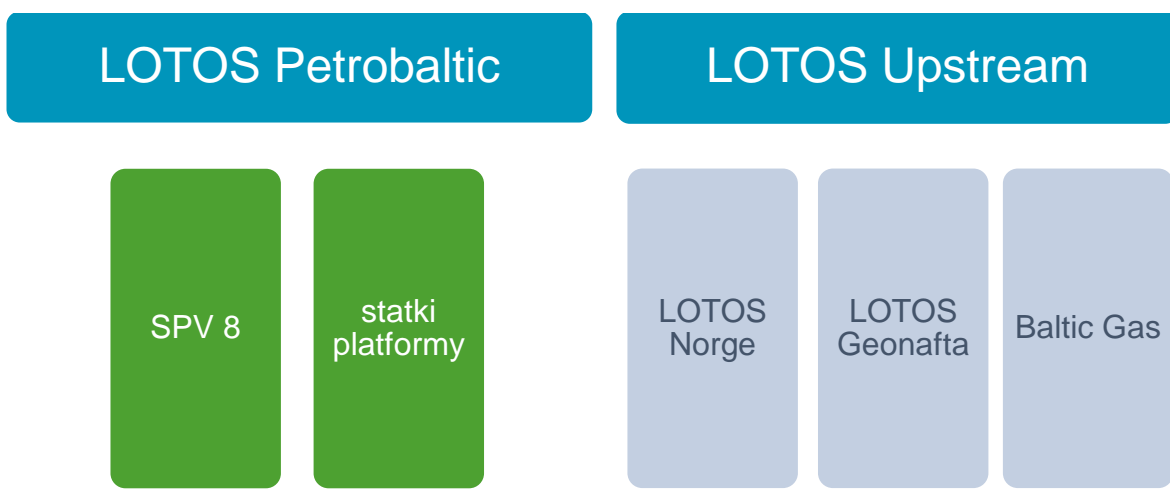 LOTOS Petrobaltic
LOTOS Upstream
SPV 8
statki
platformy
LOTOS
Norge
LOTOS
Geonafta
Baltic Gas